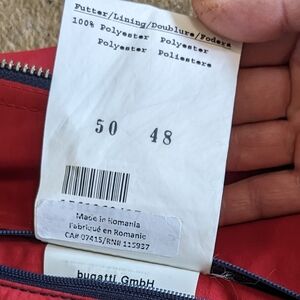 Futter/Lining/Doublure/Fodera
100% Polyester Polyester
Polyester Poliestere
50 48
Made in Romania
Fabriqué en Romanie
CA# 07415/RN# 115937
bugatti GmbH